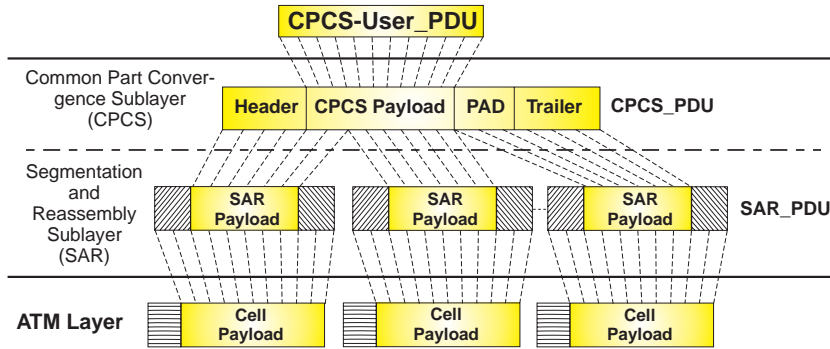 CPCS-User_PDU
Common Part Conver-
gence Sublayer
(CPCS)
Header CPCS Payload PAD Trailer
CPCS_PDU
Segmentation
and
Reassembly
Sublayer
(SAR)
SAR
Payload
SAR
Payload
SAR
Payload
SAR_PDU
ATM Layer
Cell
Payload
Cell
Payload
Cell
Payload